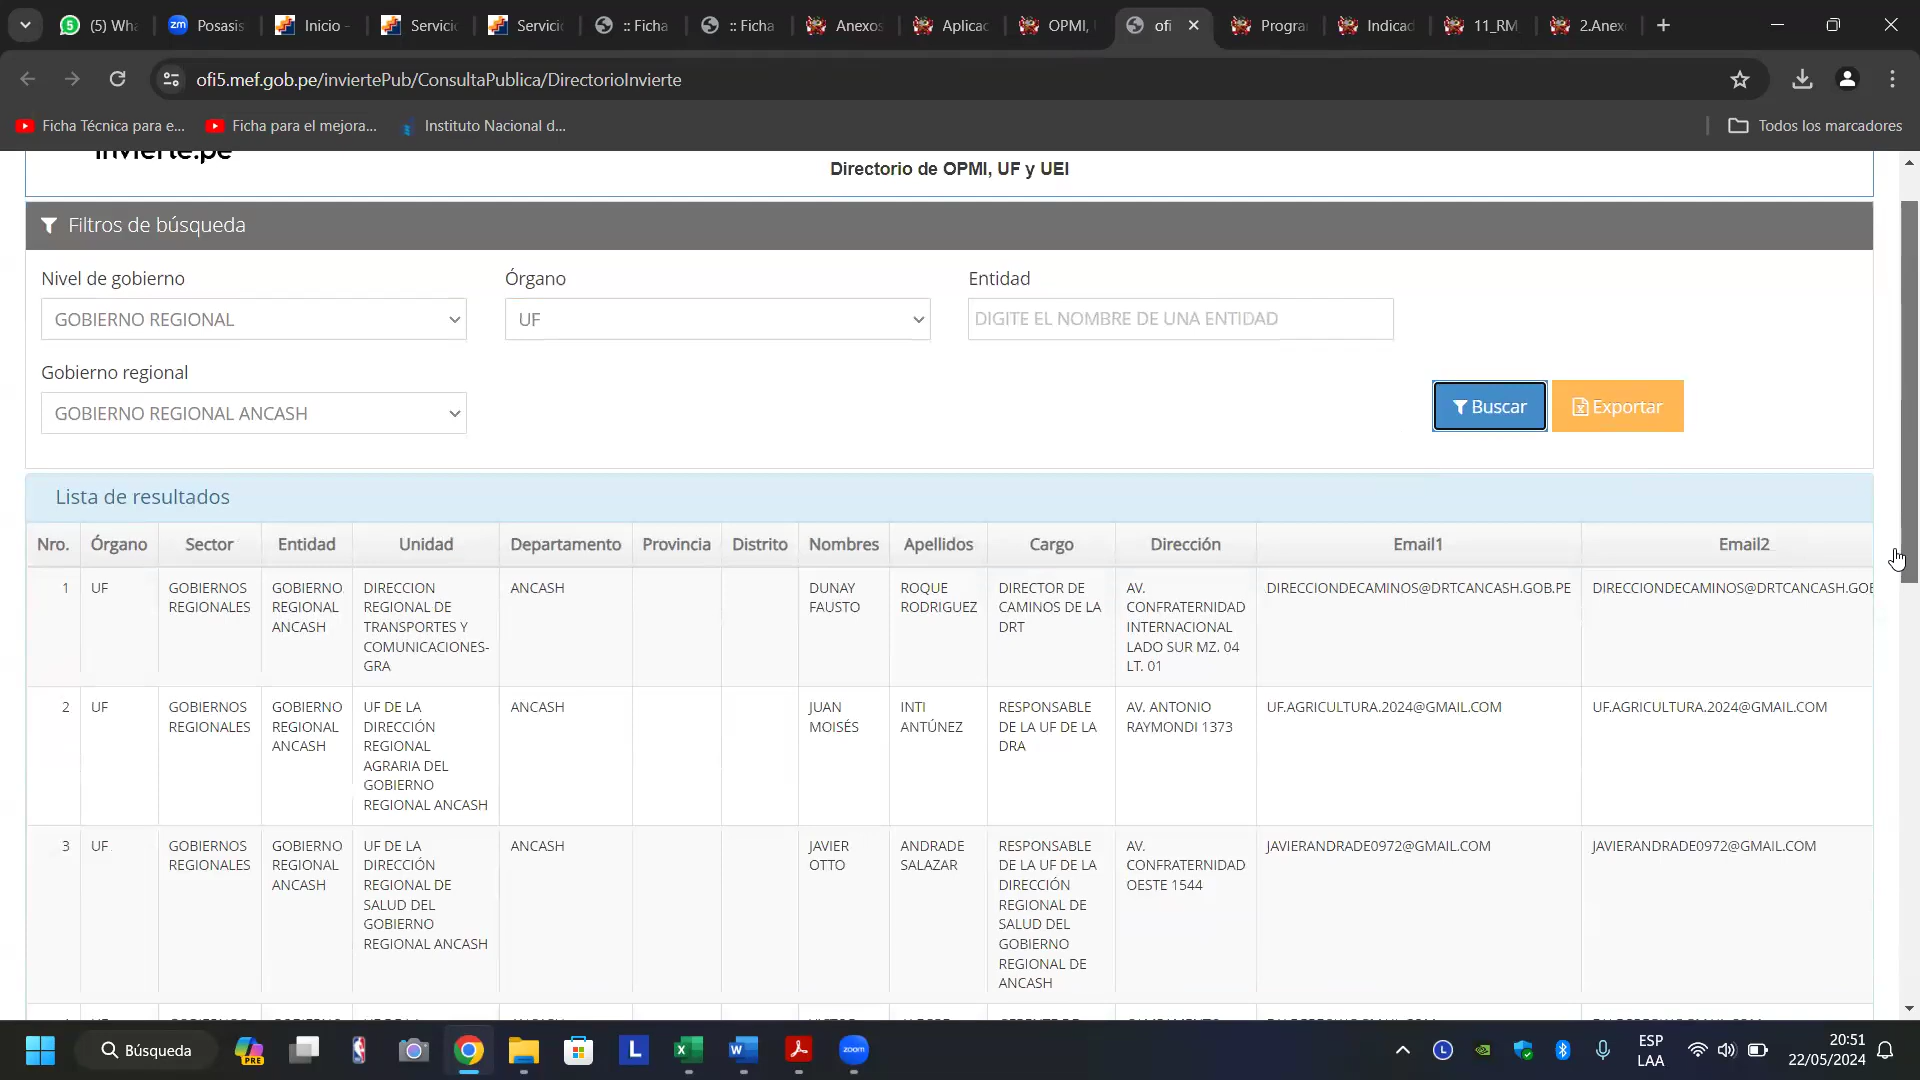 (5) Wha
zm Posasis
Inicio -
Servici
Servici
:: Ficha
:: Ficha
Anexos
Aplicac
OPMI,
ofi
Progra
Indicad
11_RM
2.Anex
ofi5.mef.gob.pe/inviertePub/ConsultaPublica/DirectorioInvierte
Ficha Técnica para e...
Ficha para el mejora...
Instituto Nacional d...
Todos los marcadores
invierte.pe
Directorio de OPMI, UF y UEI
Filtros de búsqueda
Nivel de gobierno
Órgano
Entidad
GOBIERNO REGIONAL
UF
DIGITE EL NOMBRE DE UNA ENTIDAD
Gobierno regional
GOBIERNO REGIONAL ANCASH
Buscar
Exportar
Lista de resultados
Nro. Órgano Sector Entidad Unidad Departamento Provincia Distrito Nombres Apellidos Cargo Dirección Email1 Email2
1 UF GOBIERNOS GOBIERNO DIRECCION ANCASH DUNAY ROQUE DIRECTOR DE AV. DIRECCIONDECAMINOS@DRTCANCASH.GOB.PE DIRECCIONDECAMINOS@DRTCANCASH.GOB
REGIONALES REGIONAL REGIONAL DE FAUSTO RODRIGUEZ CAMINOS DE LA CONFRATERNIDAD
ANCASH TRANSPORTES Y DRT INTERNACIONAL
COMUNICACIONES- LADO SUR MZ. 04
GRA LT. 01
2 UF GOBIERNOS GOBIERNO UF DE LA ANCASH JUAN INTI RESPONSABLE AV. ANTONIO UF.AGRICULTURA.2024@GMAIL.COM UF.AGRICULTURA.2024@GMAIL.COM
REGIONALES REGIONAL DIRECCIÓN MOISÉS ANTÚNEZ DE LA UF DE LA RAYMONDI 1373
ANCASH REGIONAL DRA
AGRARIA DEL
GOBIERNO
REGIONAL ANCASH
3 UF GOBIERNOS GOBIERNO UF DE LA ANCASH JAVIER ANDRADE RESPONSABLE AV. JAVIERANDRADE0972@GMAIL.COM JAVIERANDRADE0972@GMAIL.COM
REGIONALES REGIONAL DIRECCIÓN OTTO SALAZAR DE LA UF DE LA CONFRATERNIDAD
ANCASH REGIONAL DE DIRECCIÓN OESTE 1544
SALUD DEL REGIONAL DE
GOBIERNO SALUD DEL
REGIONAL ANCASH GOBIERNO
REGIONAL DE
ANCASH
Búsqueda
PRE
L
zoom
ESP
LAA
20:51
22/05/2024